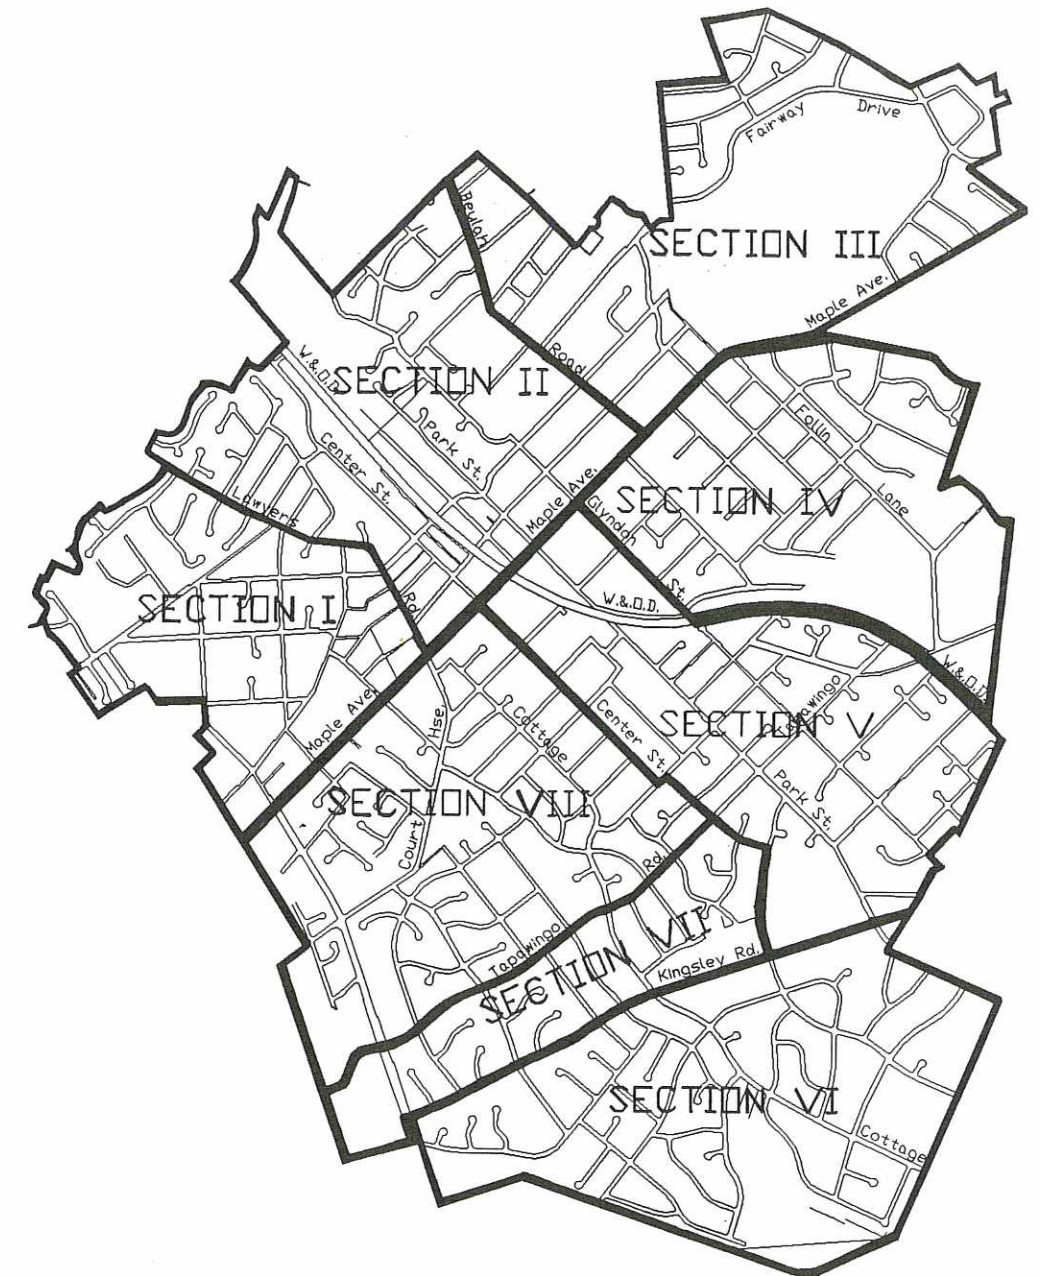 Fairway
Drive
SECTION III
Beulah
Maple Ave.
Road
W.&O.D.
SECTION II
Park St.
Center St.
Follin
Lane
Maple Ave.
Glyndon
St.
SECTION IV
Lawyers
Rd.
SECTION I
W.&O.D.
W.&O.D.
Maple Ave.
Hse.
Court
Cottage
Center St.
SECTION V
Park St.
SECTION VIII
Rd.
Tapawingo
SECTION VII
Kingsley Rd.
SECTION VI
Cottage